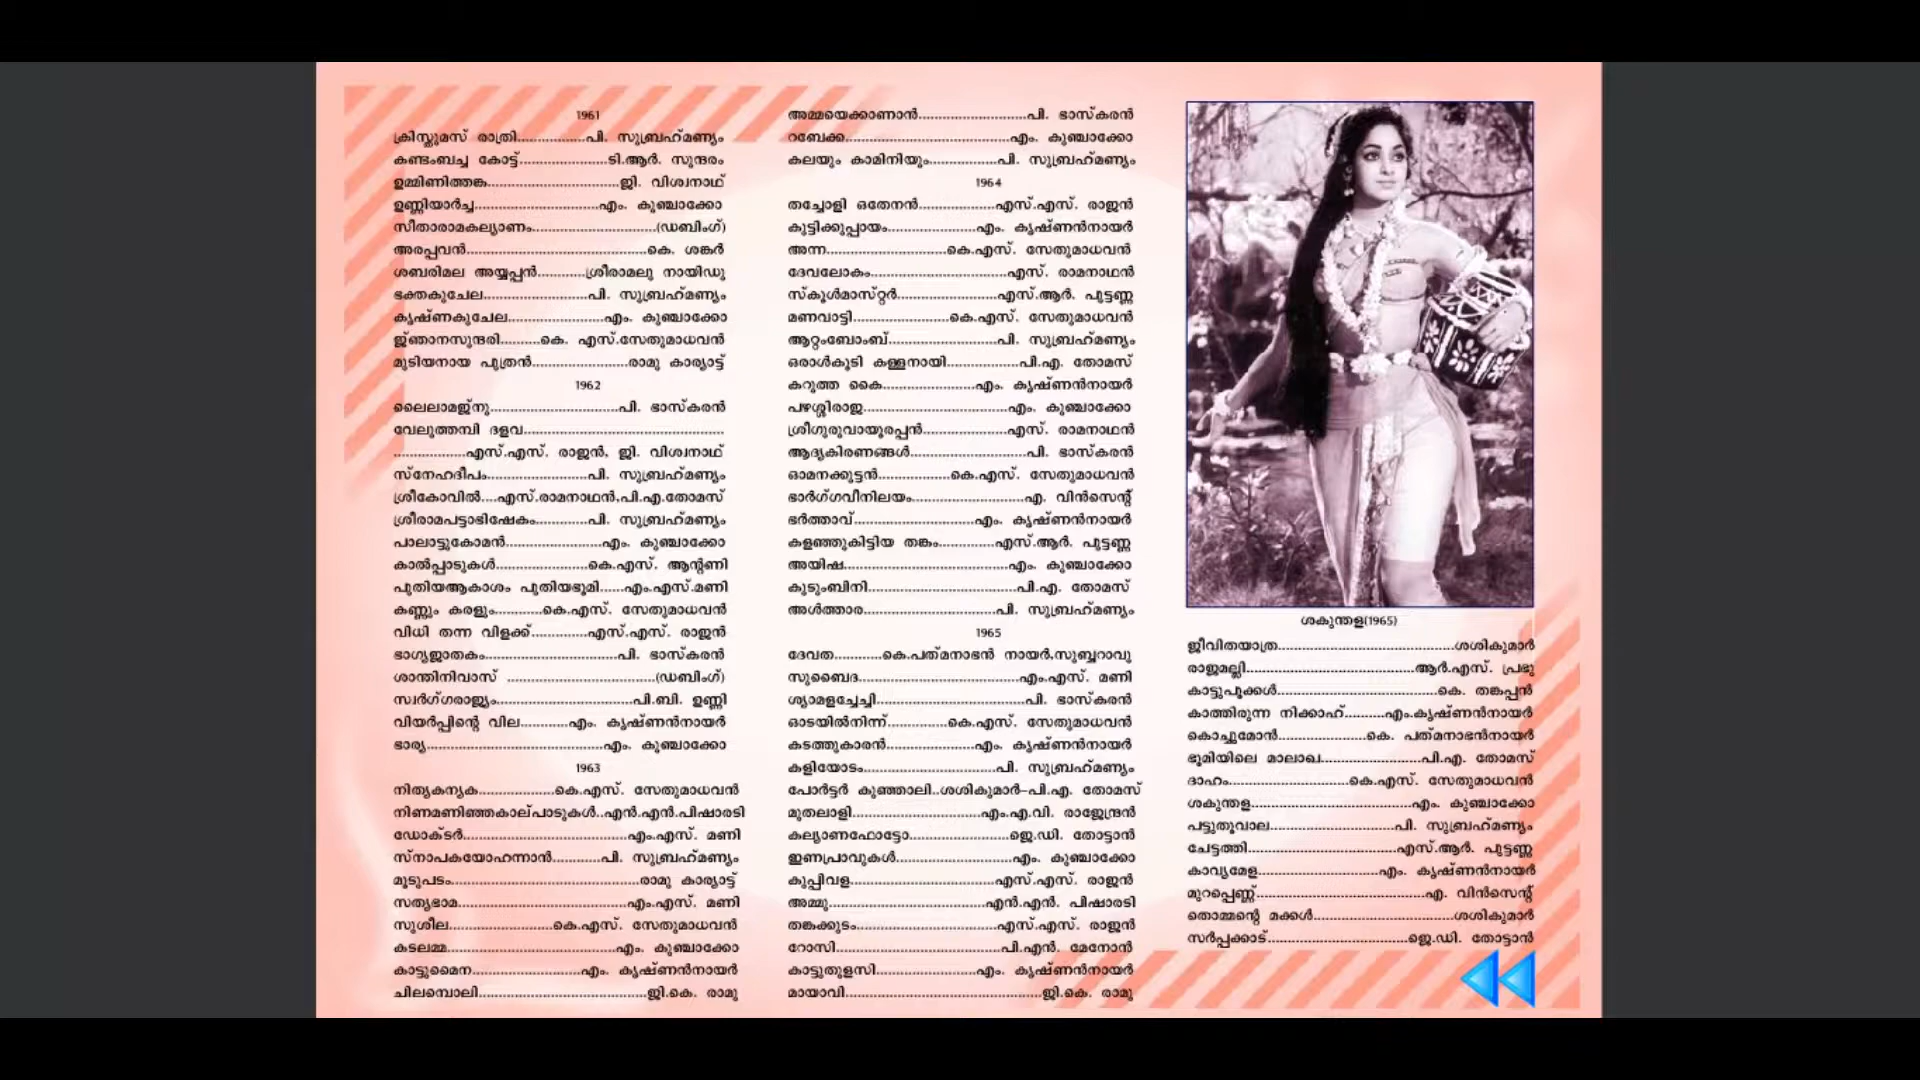 1961
ക്രിസ്തുമസ് രാത്രി...............പി. സുബ്രഹ്മണ്യം
കണ്ടംബച്ച കോട്ട്....................ടി.ആർ. സുന്ദരം
ഉമ്മിണിത്തങ്ക..............................ജി. വിശ്വനാഥ്
ഉണ്ണിയാർച്ച............................എം. കുഞ്ചാക്കോ
സീതാരാമകല്യാണം............................(ഡബിംഗ്)
അരപ്പവൻ.........................................കെ. ശങ്കർ
ശബരിമല അയ്യപ്പൻ...........ശ്രീരാമലു നായിഡു
ഭക്തകുചേല........................പി. സുബ്രഹ്മണ്യം
കൃഷ്ണകുചേല......................എം. കുഞ്ചാക്കോ
ജ്ഞാനസുന്ദരി.........കെ. എസ്.സേതുമാധവൻ
മുടിയനായ പുത്രൻ......................രാമു കാര്യാട്ട്
1962
ലൈലാമജ്നു.............................പി. ഭാസ്കരൻ
വേലുത്തമ്പി ദളവ..............................................
................എസ്.എസ്. രാജൻ, ജി. വിശ്വനാഥ്
സ്നേഹദീപം.......................പി. സുബ്രഹ്മണ്യം
ശ്രീകോവിൽ....എസ്.രാമനാഥൻ,പി.എ.തോമസ്
ശ്രീരാമപട്ടാഭിഷേകം............പി. സുബ്രഹ്മണ്യം
പാലാട്ടുകോമൻ......................എം. കുഞ്ചാക്കോ
കാൽപ്പാടുകൾ.....................കെ.എസ്. ആന്റണി
പുതിയആകാശം പുതിയഭൂമി......എം.എസ്.മണി
കണ്ണും കരളും...........കെ.എസ്. സേതുമാധവൻ
വിധി തന്ന വിളക്ക്.............എസ്.എസ്. രാജൻ
ഭാഗ്യജാതകം..............................പി. ഭാസ്കരൻ
ശാന്തിനിവാസ് ..................................(ഡബിംഗ്)
സ്വർഗ്ഗരാജ്യം...............................പി.ബി. ഉണ്ണി
വിയർപ്പിന്റെ വില...........എം. കൃഷ്ണൻനായർ
ഭാര്യ........................................എം. കുഞ്ചാക്കോ
1963
നിത്യകന്യക.................കെ.എസ്. സേതുമാധവൻ
നിണമണിഞ്ഞകാല്പാടുകൾ..എൻ.എൻ.പിഷാരടി
ഡോക്ടർ.....................................എം.എസ്. മണി
സ്നാപകയോഹന്നാൻ...........പി. സുബ്രഹ്മണ്യം
മൂടുപടം...........................................രാമു കാര്യാട്ട്
സത്യഭാമ......................................എം.എസ്. മണി
സുശീല.......................കെ.എസ്. സേതുമാധവൻ
കടലമ്മ......................................എം. കുഞ്ചാക്കോ
കാട്ടുമൈന........................എം. കൃഷ്ണൻനായർ
ചിലമ്പൊലി......................................ജി.കെ. രാമു
അമ്മയെക്കാണാൻ........................പി. ഭാസ്കരൻ
റബേക്ക.....................................എം. കുഞ്ചാക്കോ
കലയും കാമിനിയും...............പി. സുബ്രഹ്മണ്യം
1964
തച്ചോളി ഒതേനൻ.................എസ്.എസ്. രാജൻ
കുട്ടിക്കുപ്പായം....................എം. കൃഷ്ണൻനായർ
അന്ന...........................കെ.എസ്. സേതുമാധവൻ
ദേവലോകം...............................എസ്. രാമനാഥൻ
സ്കൂൾമാസ്റ്റർ.......................എസ്.ആർ. പുട്ടണ്ണ
മണവാട്ടി......................കെ.എസ്. സേതുമാധവൻ
ആറ്റംബോംബ്.........................പി. സുബ്രഹ്മണ്യം
ഒരാൾകൂടി കള്ളനായി................പി.എ. തോമസ്
കറുത്ത കൈ.....................എം. കൃഷ്ണൻനായർ
പഴശ്ശിരാജ................................എം. കുഞ്ചാക്കോ
ശ്രീഗുരുവായൂരപ്പൻ...................എസ്. രാമനാഥൻ
ആദ്യകിരണങ്ങൾ..........................പി. ഭാസ്കരൻ
ഓമനക്കുട്ടൻ................കെ.എസ്. സേതുമാധവൻ
ഭാർഗ്ഗവീനിലയം..........................എ. വിൻസെന്റ്
ഭർത്താവ്............................എം. കൃഷ്ണൻനായർ
കളഞ്ഞുകിട്ടിയ തങ്കം.............എസ്.ആർ. പുട്ടണ്ണ
അയിഷ.....................................എം. കുഞ്ചാക്കോ
കുടുംബിനി..................................പി.എ. തോമസ്
അൾത്താര..............................പി. സുബ്രഹ്മണ്യം
1965
ദേവത...........കെ.പത്മനാഭൻ നായർ,സുബ്ബറാവു
സുബൈദ.....................................എം.എസ്. മണി
ശ്യാമളച്ചേച്ചി..................................പി. ഭാസ്കരൻ
ഓടയിൽനിന്ന്..............കെ.എസ്. സേതുമാധവൻ
കടത്തുകാരൻ....................എം. കൃഷ്ണൻനായർ
കളിയോടം..............................പി. സുബ്രഹ്മണ്യം
പോർട്ടർ കുഞ്ഞാലി..ശശികുമാർ-പി.എ. തോമസ്
മുതലാളി..............................എം.എ.വി. രാജേന്ദ്രൻ
കല്യാണഫോട്ടോ.......................ജെ.ഡി. തോട്ടാൻ
ഇണപ്രാവുകൾ...........................എം. കുഞ്ചാക്കോ
കുപ്പിവള.................................എസ്.എസ്. രാജൻ
അമ്മു....................................എൻ.എൻ. പിഷാരടി
തങ്കക്കുടം................................എസ്.എസ്. രാജൻ
റോസി......................................പി.എൻ. മേനോൻ
കാട്ടുതുളസി.......................എം. കൃഷ്ണൻനായർ
മായാവി.............................................ജി.കെ. രാമു
ശകുന്തള(1965)
ജീവിതയാത്ര........................................ശശികുമാർ
രാജമല്ലി......................................ആർ.എസ്. പ്രഭു
കാട്ടുപൂക്കൾ....................................കെ. തങ്കപ്പൻ
കാത്തിരുന്ന നിക്കാഹ്.........എം.കൃഷ്ണൻനായർ
കൊച്ചുമോൻ....................കെ. പത്മനാഭൻനായർ
ഭൂമിയിലെ മാലാഖ.......................പി.എ. തോമസ്
ദാഹം...........................കെ.എസ്. സേതുമാധവൻ
ശകുന്തള....................................എം. കുഞ്ചാക്കോ
പട്ടുതൂവാല............................പി. സുബ്രഹ്മണ്യം
ചേട്ടത്തി..................................എസ്.ആർ. പുട്ടണ്ണ
കാവ്യമേള...........................എം. കൃഷ്ണൻനായർ
മുറപ്പെണ്ണ്......................................എ. വിൻസെന്റ്
തൊമ്മന്റെ മക്കൾ................................ശശികുമാർ
സർപ്പക്കാട്................................ജെ.ഡി. തോട്ടാൻ